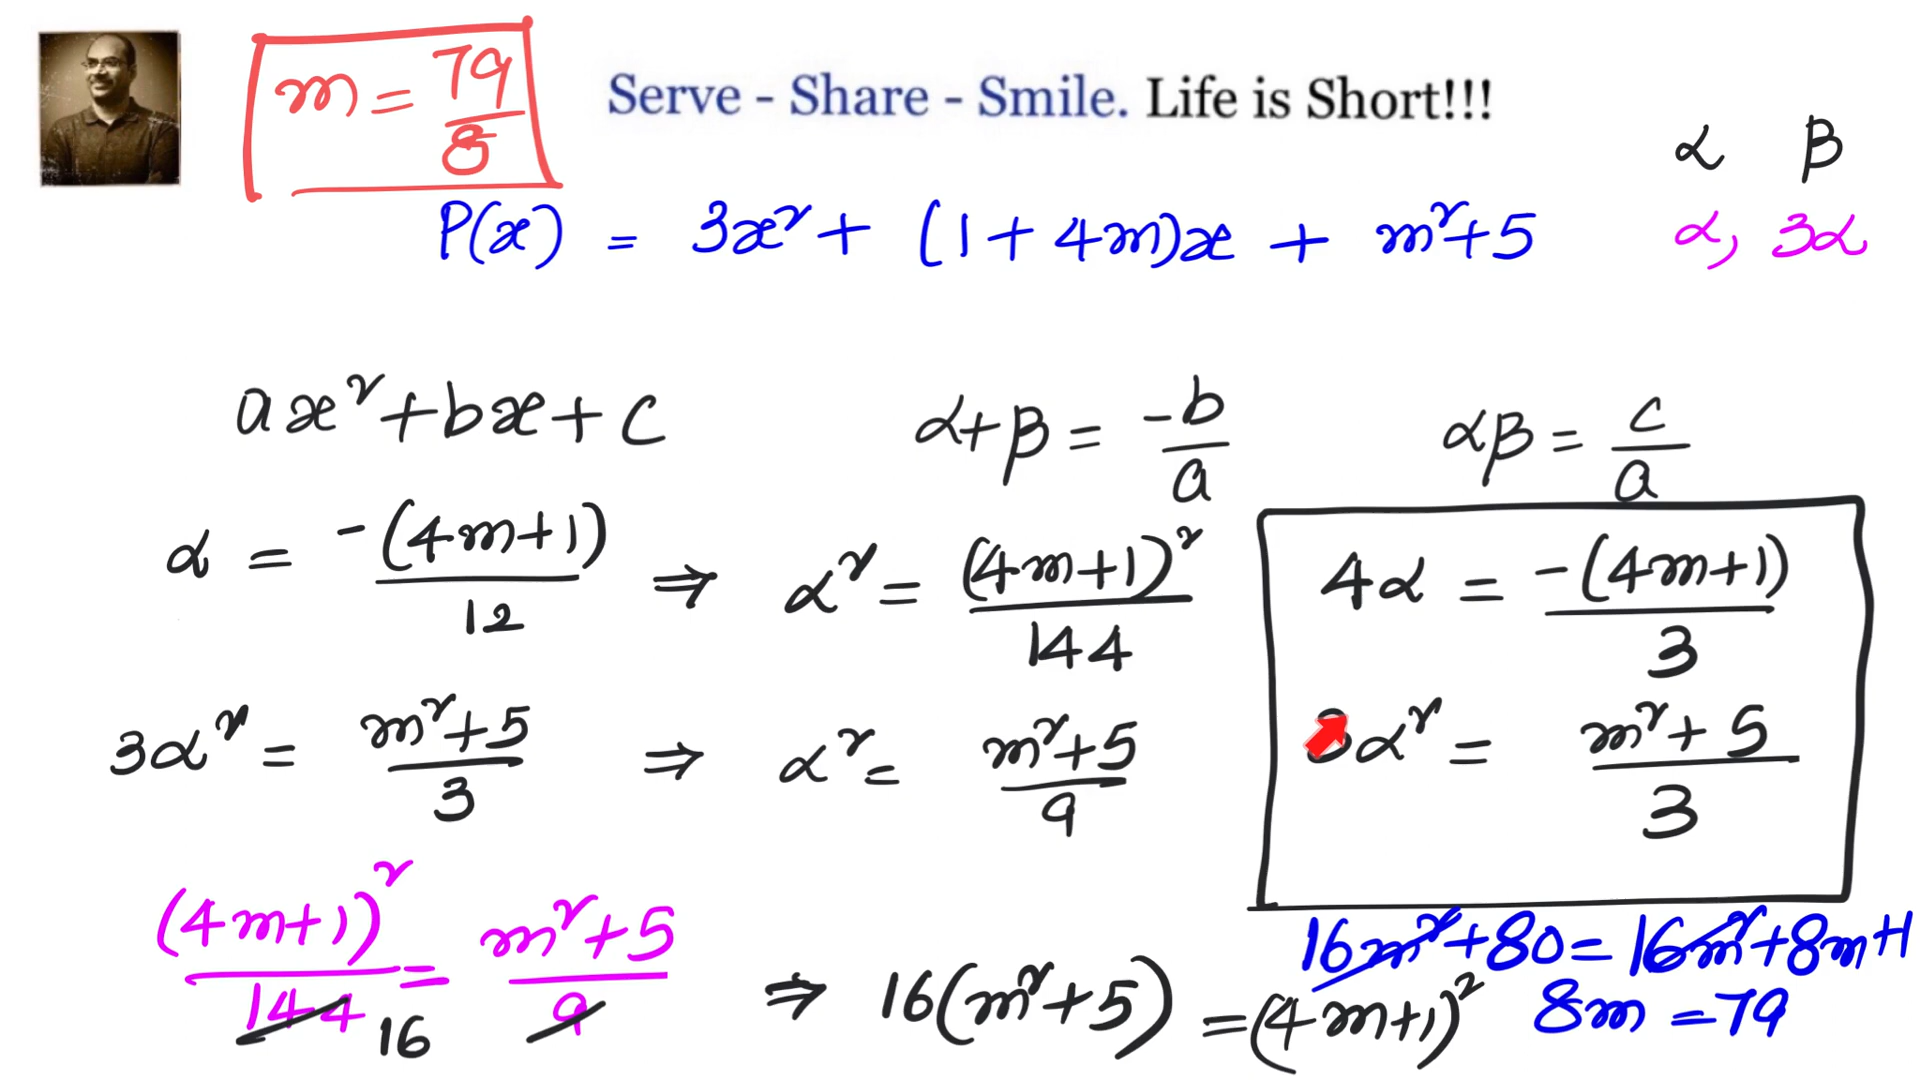 m = 79/8
Serve - Share - Smile. Life is Short!!!
α β
P(x) = 3x² + (1 + 4m)x + m²+5
α, 3α
ax²+bx+c
α+β = -b/a
αβ = c/a
α = -(4m+1)/12 ⇒ α² = (4m+1)²/144
4α = -(4m+1)/3
3α² = m²+5/3 ⇒ α² = m²+5/9
3α² = m²+5/3
(4m+1)²/144 = m²+5/9
16
⇒ 16(m²+5) = (4m+1)²
16m²+80 = 16m²+8m+1
8m = 79